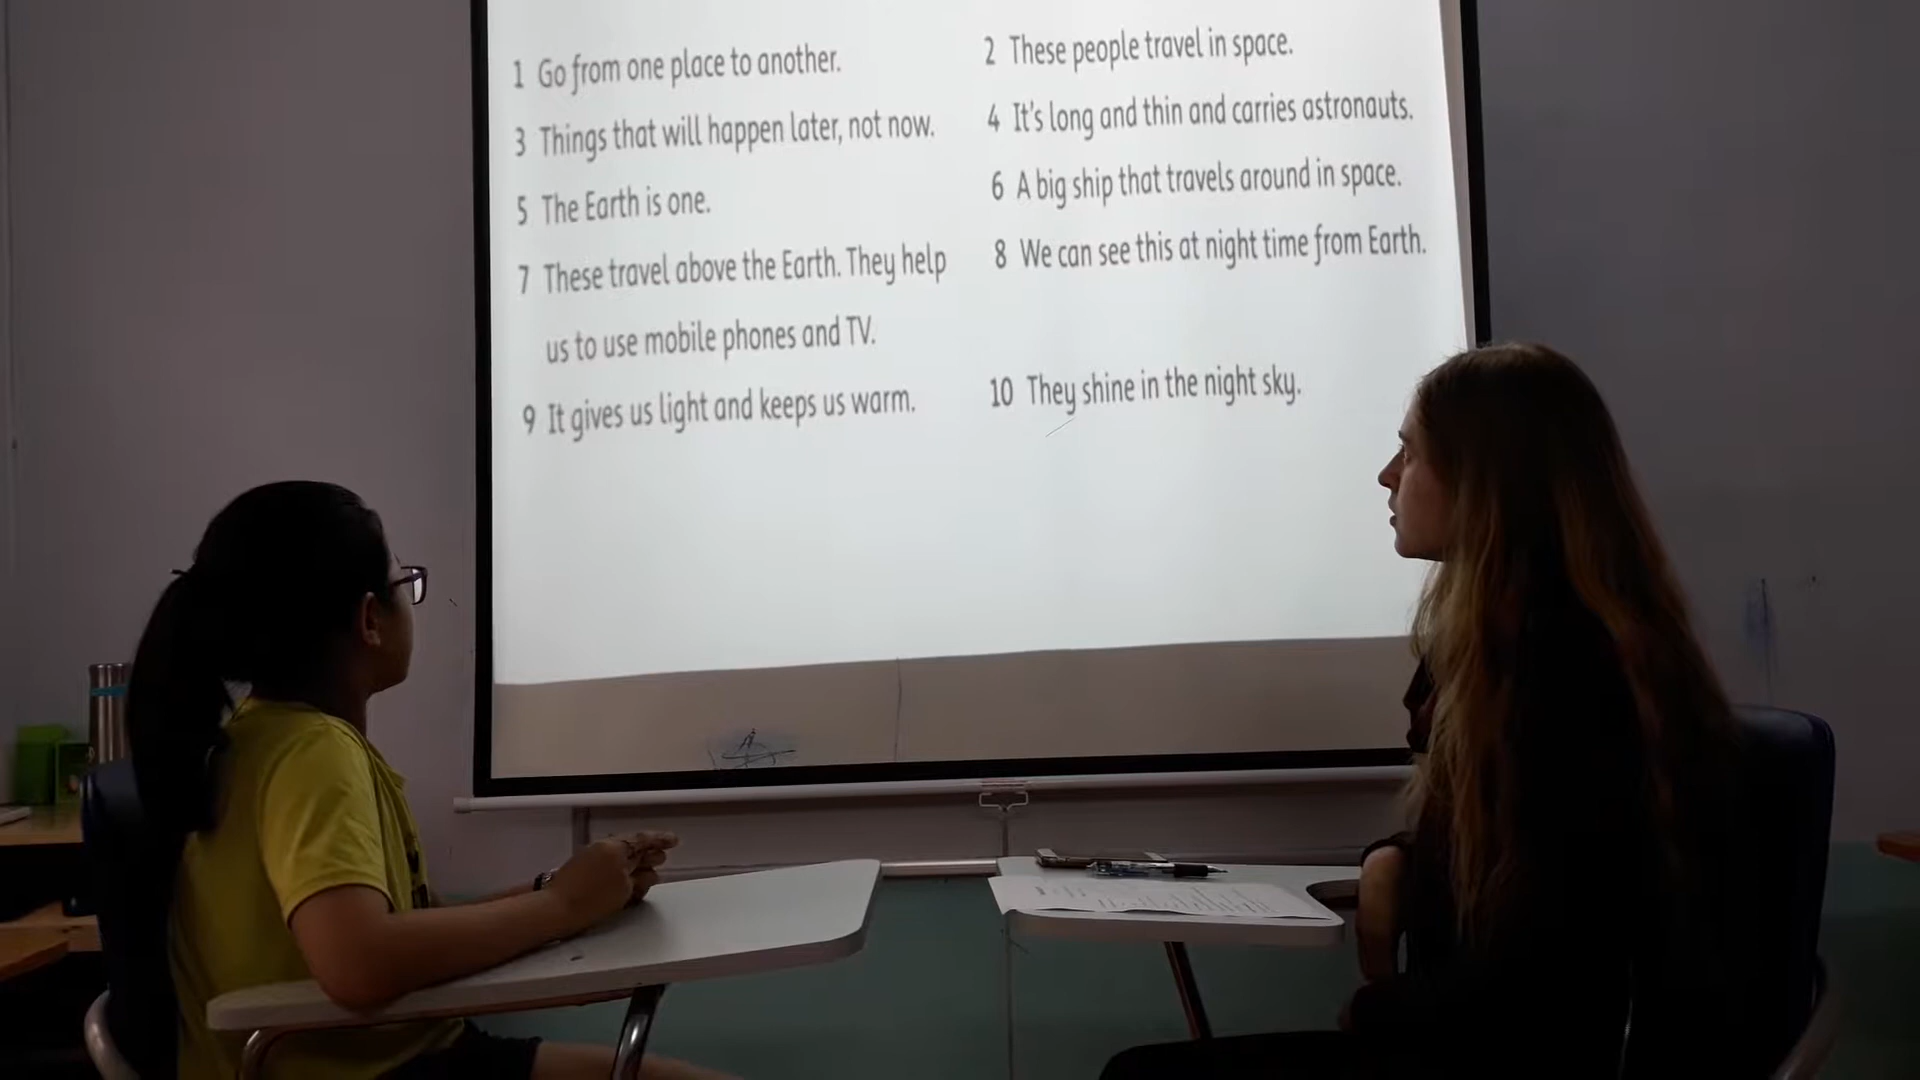 1 Go from one place to another.
2 These people travel in space.
3 Things that will happen later, not now.
4 It's long and thin and carries astronauts.
5 The Earth is one.
6 A big ship that travels around in space.
7 These travel above the Earth. They help
us to use mobile phones and TV.
8 We can see this at night time from Earth.
9 It gives us light and keeps us warm.
10 They shine in the night sky.